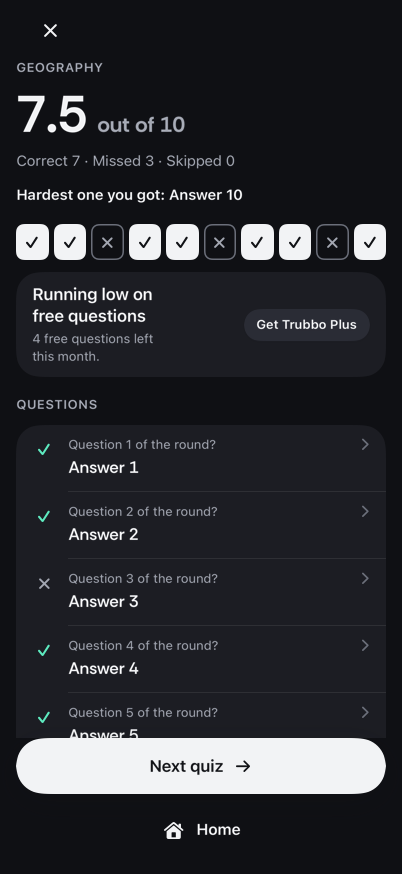 GEOGRAPHY
7.5 out of 10
Correct 7 · Missed 3 · Skipped 0
Hardest one you got: Answer 10
Running low on
free questions
4 free questions left
this month.
Get Trubbo Plus
QUESTIONS
Question 1 of the round?
Answer 1
Question 2 of the round?
Answer 2
Question 3 of the round?
Answer 3
Question 4 of the round?
Answer 4
Question 5 of the round?
Answer 5
Next quiz
Home